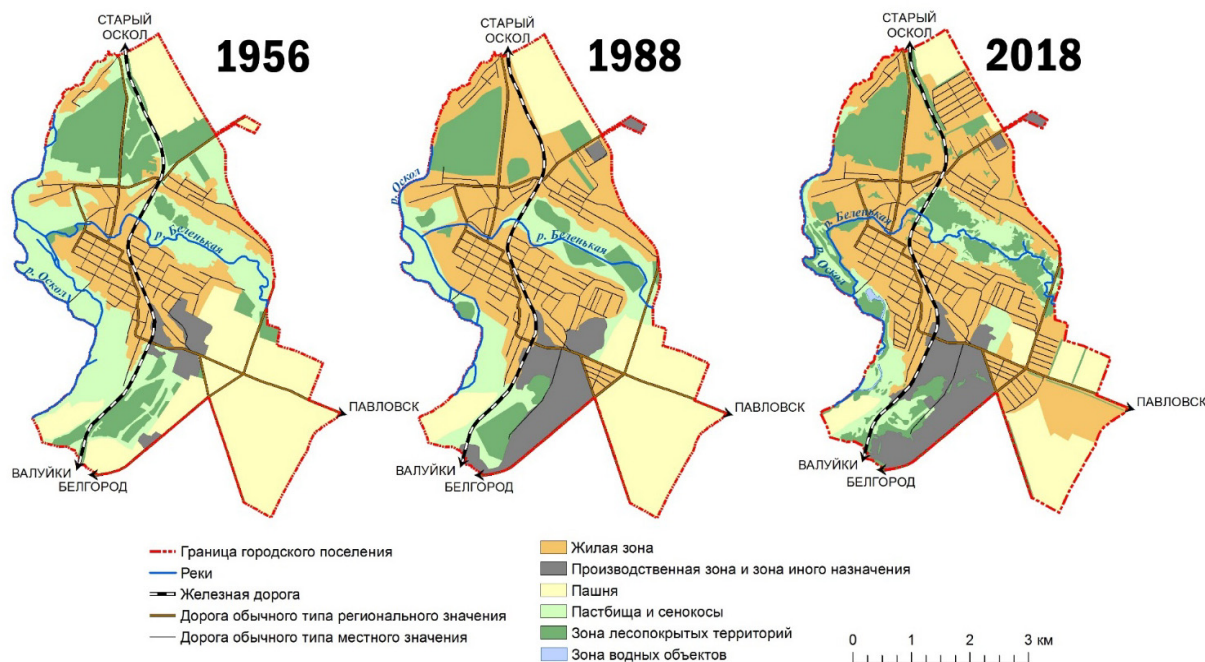 СТАРЫЙ
ОСКОЛ
1956
р. Беленькая
р. Оскол
ПАВЛОВСК
ВАЛУЙКИ
БЕЛГОРОД
СТАРЫЙ
ОСКОЛ
1988
р. Оскол
р. Беленькая
ПАВЛОВСК
ВАЛУЙКИ
БЕЛГОРОД
СТАРЫЙ
ОСКОЛ
2018
р. Беленькая
р. Оскол
ПАВЛОВСК
ВАЛУЙКИ
БЕЛГОРОД
Граница городского поселения
Реки
Железная дорога
Дорога обычного типа регионального значения
Дорога обычного типа местного значения
Жилая зона
Производственная зона и зона иного назначения
Пашня
Пастбища и сенокосы
Зона лесопокрытых территорий
Зона водных объектов
0 1 2 3 км